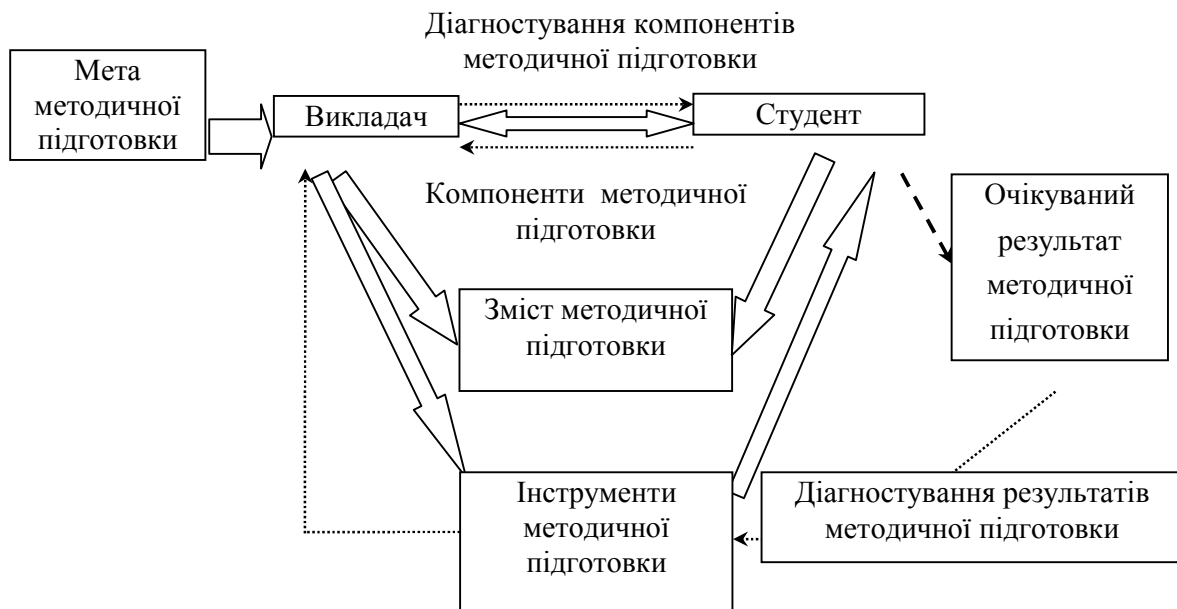 Діагностування компонентів
методичної підготовки
Мета
методичної
підготовки
Викладач
Студент
Компоненти методичної
підготовки
Очікуваний
результат
методичної
підготовки
Зміст методичної
підготовки
Інструменти
методичної
підготовки
Діагностування результатів
методичної підготовки